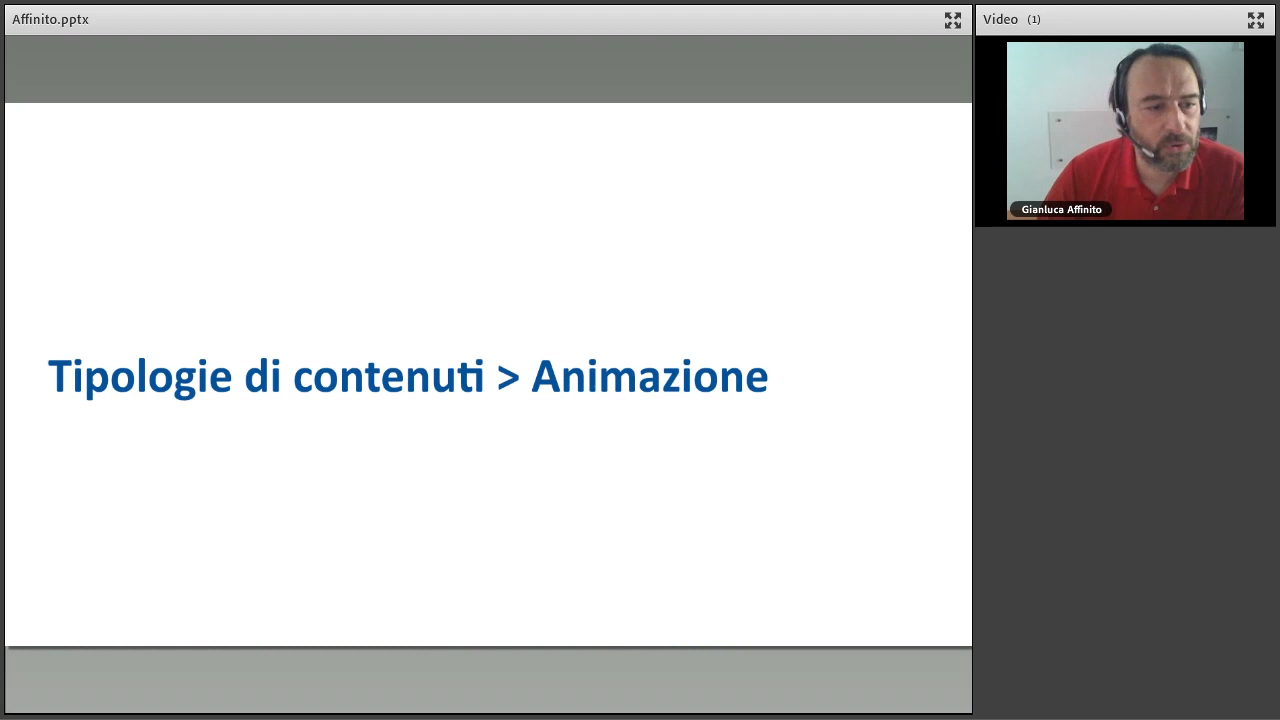 Affinito.pptx
Video (1)
Gianluca Affinito
Tipologie di contenuti > Animazione